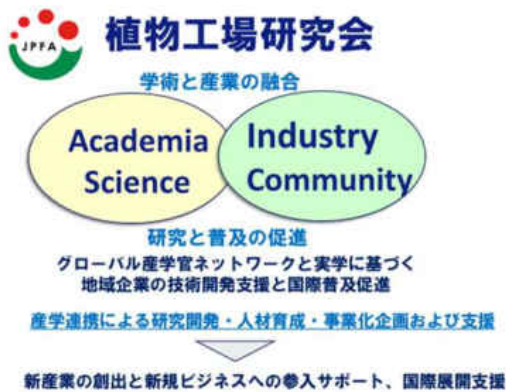 JPFA
植物工場研究会
学術と産業の融合
Academia
Science
Industry
Community
研究と普及の促進
グローバル産学官ネットワークと実学に基づく
地域企業の技術開発支援と国際普及促進
産学連携による研究開発・人材育成・事業化企画および支援
新産業の創出と新規ビジネスへの参入サポート、国際展開支援